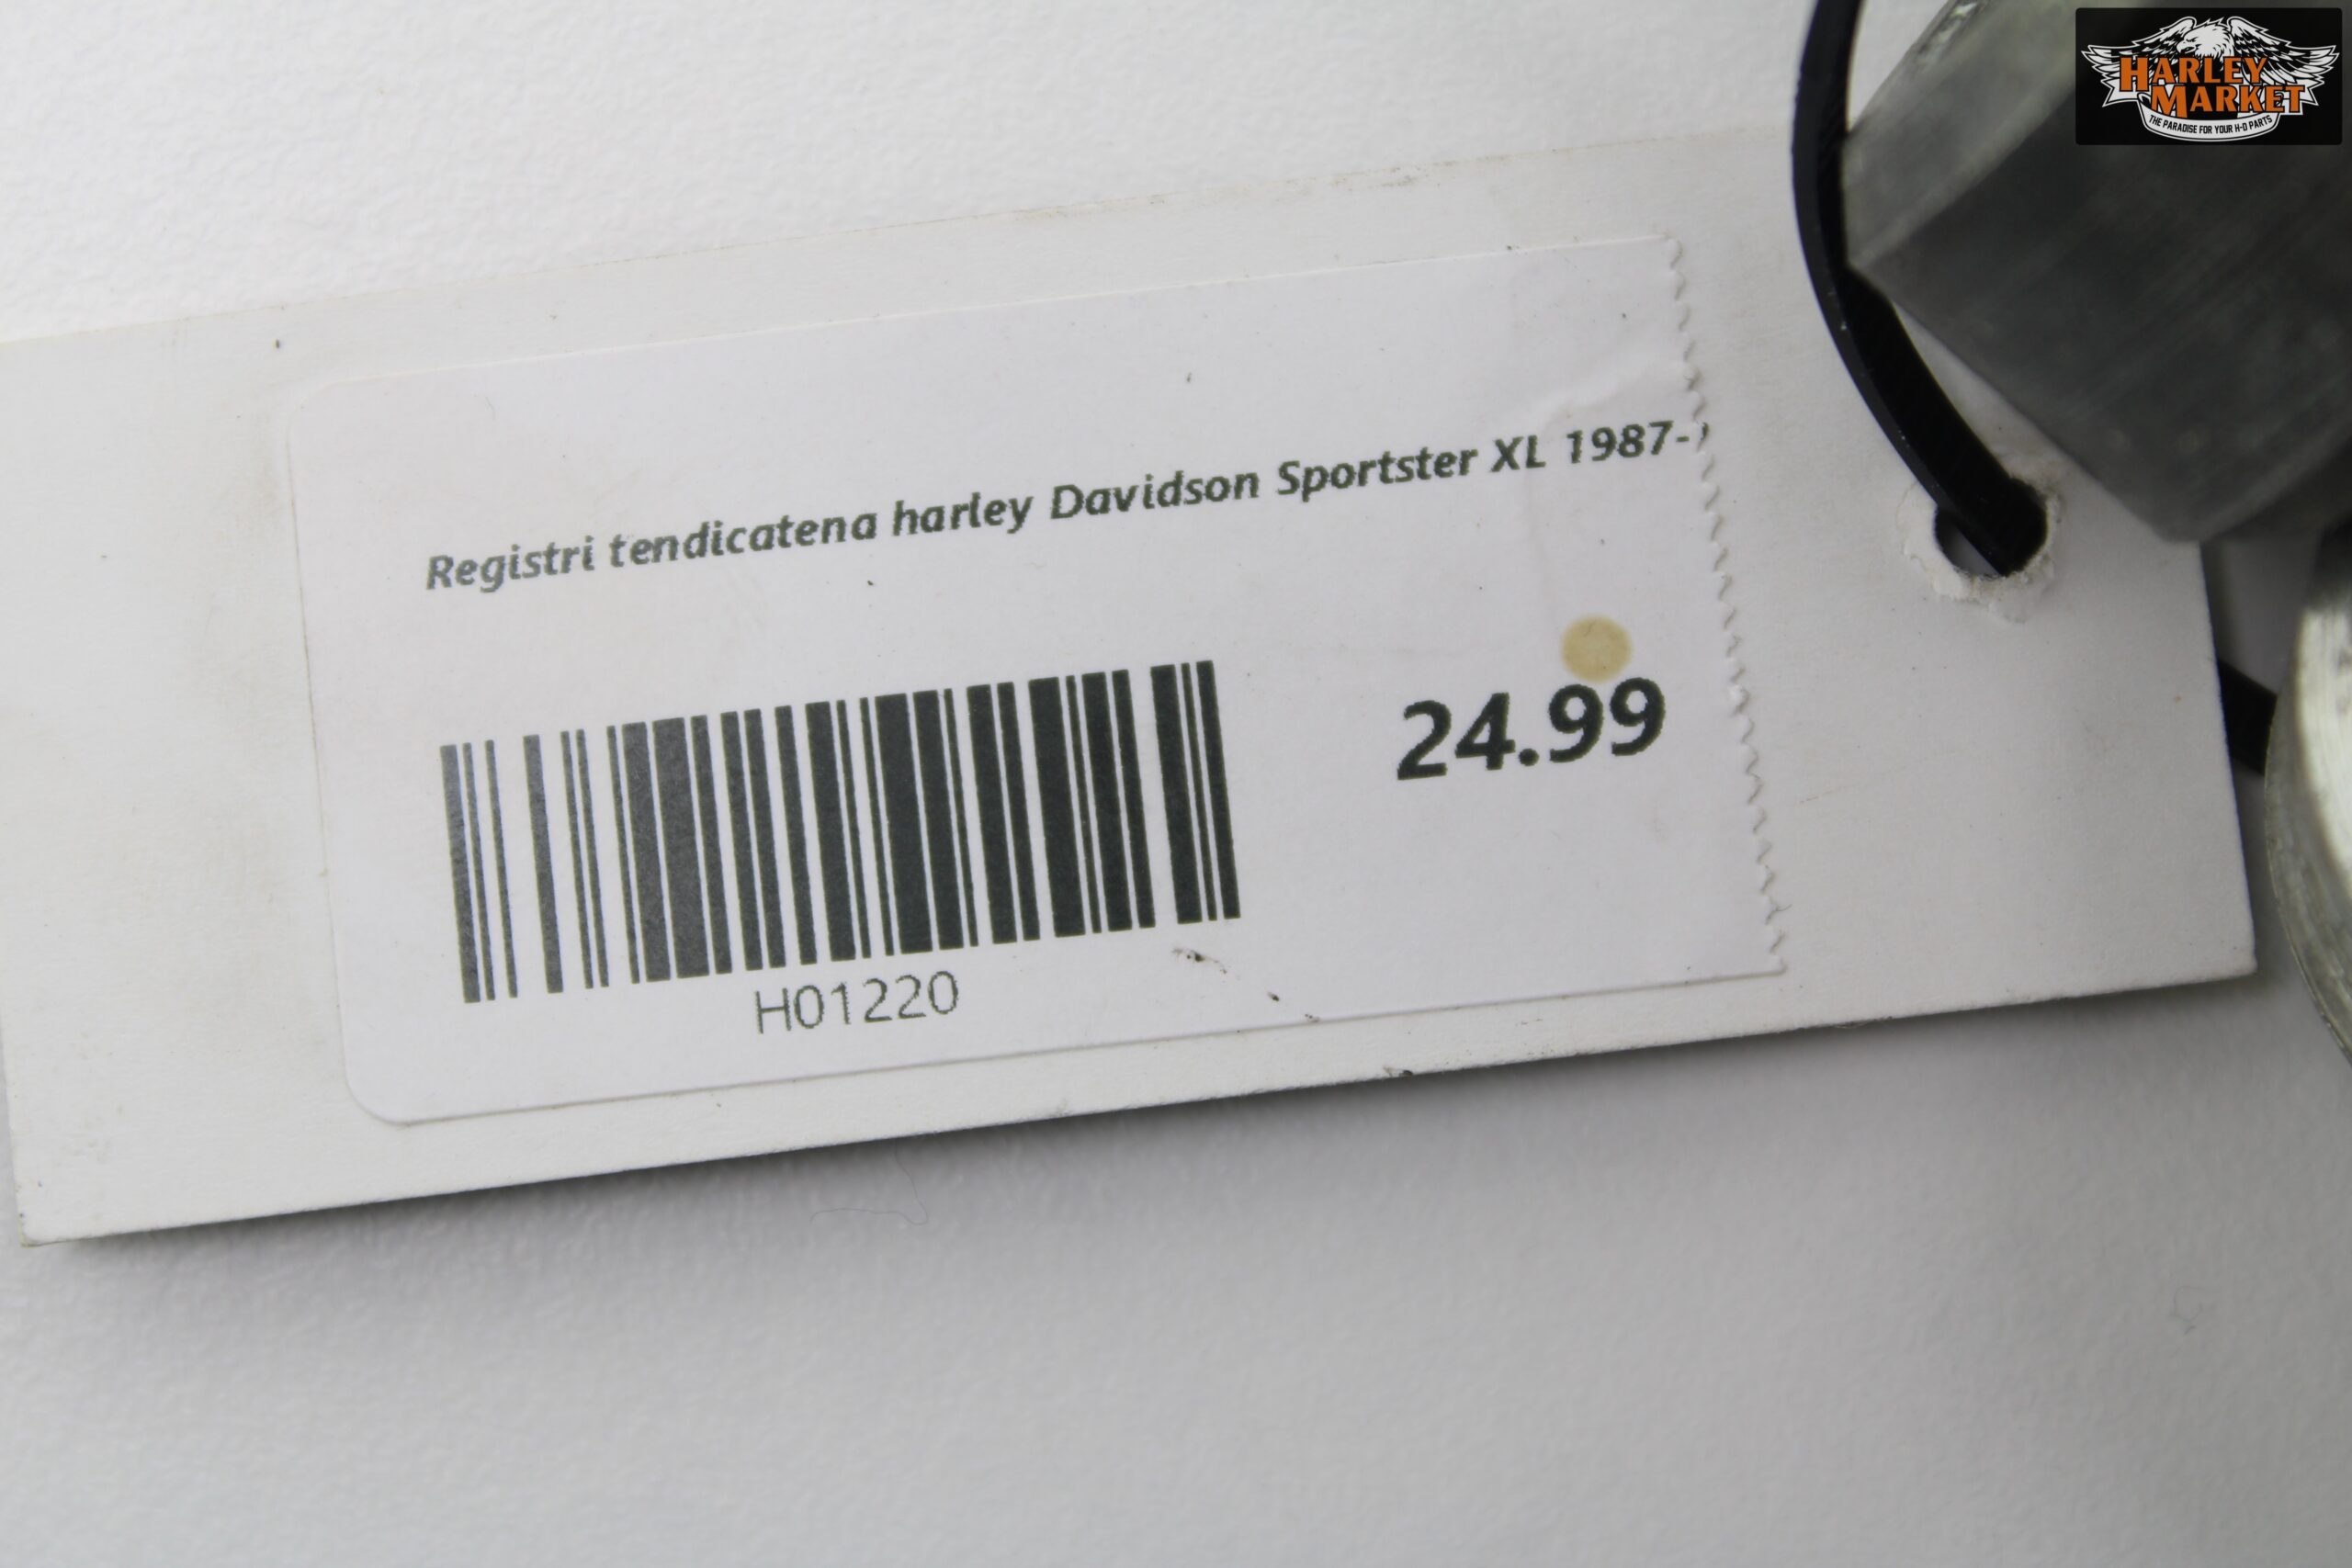 HARLEY
MARKET
THE PARADISE FOR YOUR H-D PARTS
Registri tendicatena harley Davidson Sportster XL 1987-
24.99
H01220